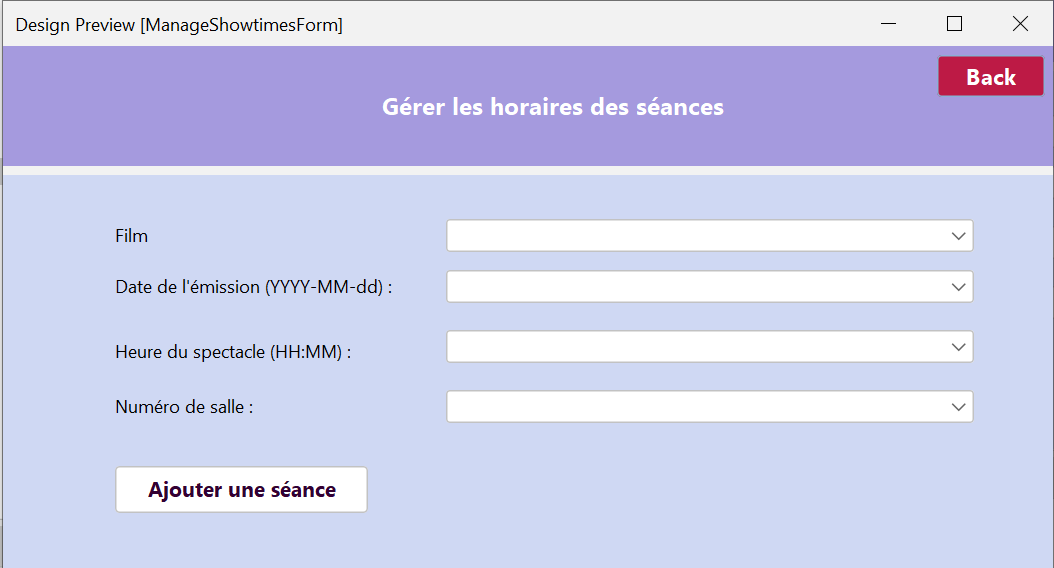 Design Preview [ManageShowtimesForm]
Back
Gérer les horaires des séances
Film
Date de l'émission (YYYY-MM-dd) :
Heure du spectacle (HH:MM) :
Numéro de salle :
Ajouter une séance